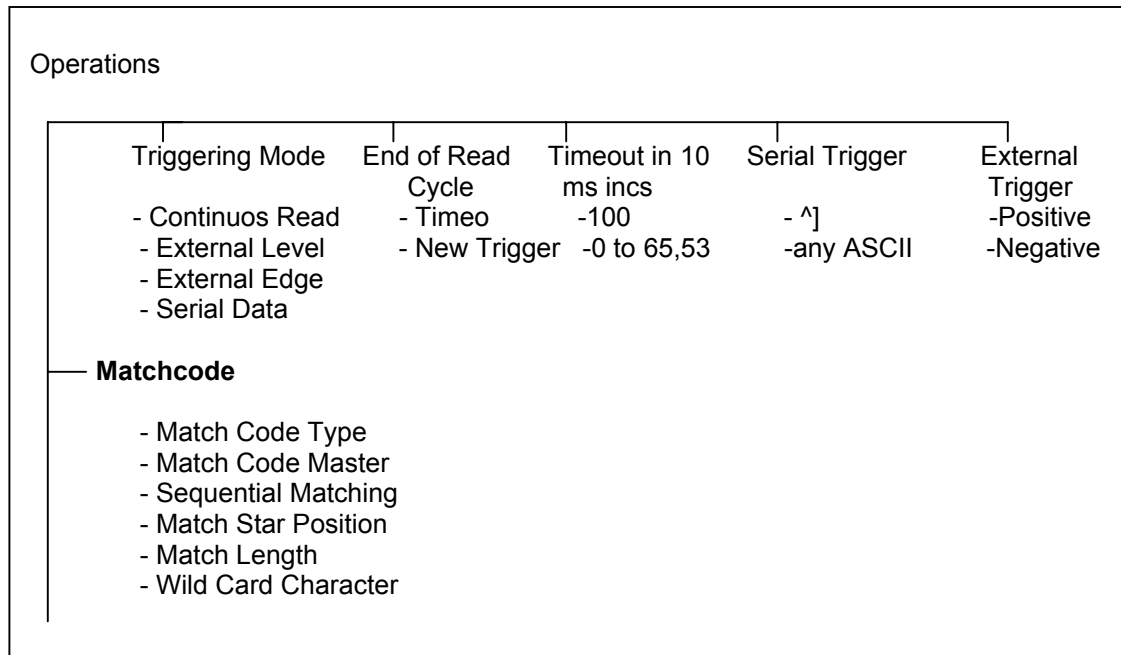 Operations
Triggering Mode
- Continuos Read
- External Level
- External Edge
- Serial Data
End of Read
Cycle
- Timeo
- New Trigger
Timeout in 10
ms incs
-100
-0 to 65,53
Serial Trigger
- ^]
-any ASCII
External
Trigger
-Positive
-Negative
Matchcode
- Match Code Type
- Match Code Master
- Sequential Matching
- Match Star Position
- Match Length
- Wild Card Character